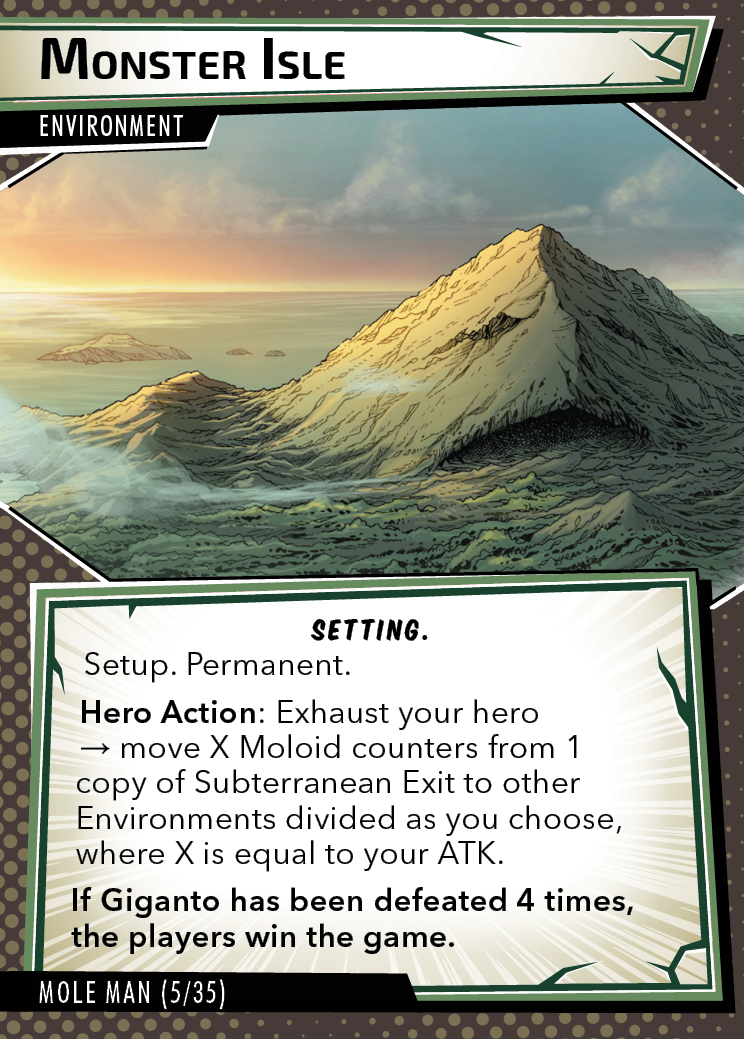 Monster Isle
ENVIRONMENT
SETTING.
Setup. Permanent.
Hero Action: Exhaust your hero
→ move X Moloid counters from 1
copy of Subterranean Exit to other
Environments divided as you choose,
where X is equal to your ATK.
If Giganto has been defeated 4 times,
the players win the game.
MOLE MAN (5/35)